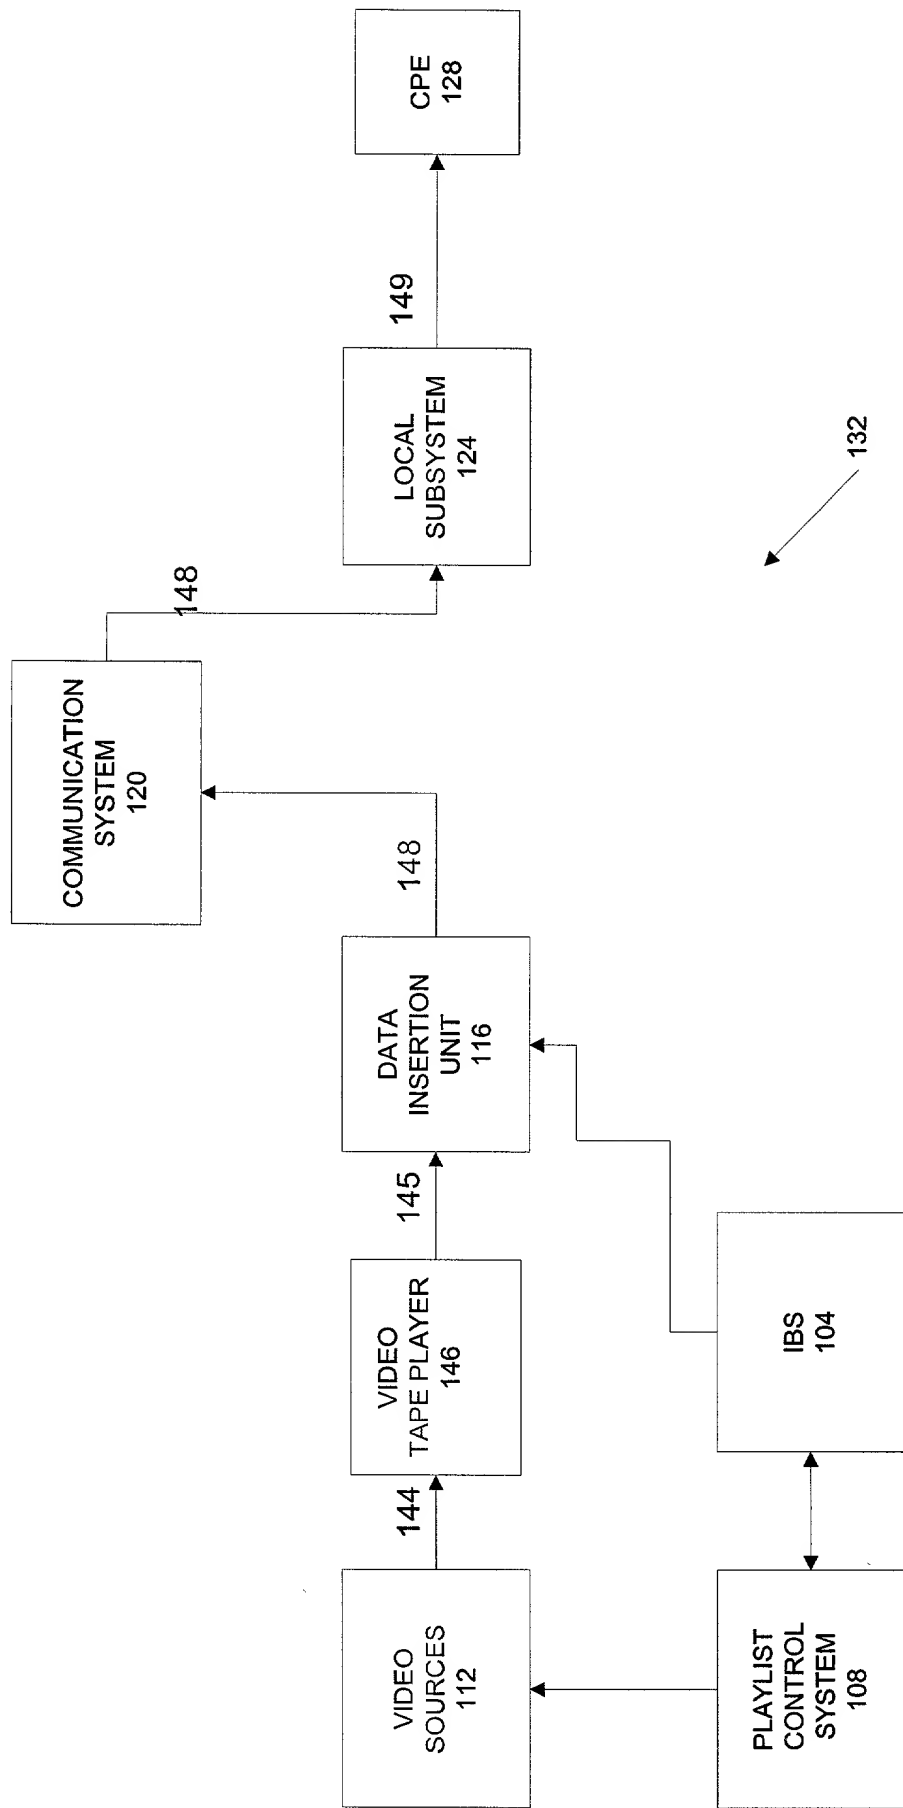 COMMUNICATION
SYSTEM
120
148
CPE
128
VIDEO
SOURCES
112
144
VIDEO
TAPE PLAYER
146
145
DATA
INSERTION
UNIT
116
148
LOCAL
SUBSYSTEM
124
149
PLAYLIST
CONTROL
SYSTEM
108
IBS
104
132